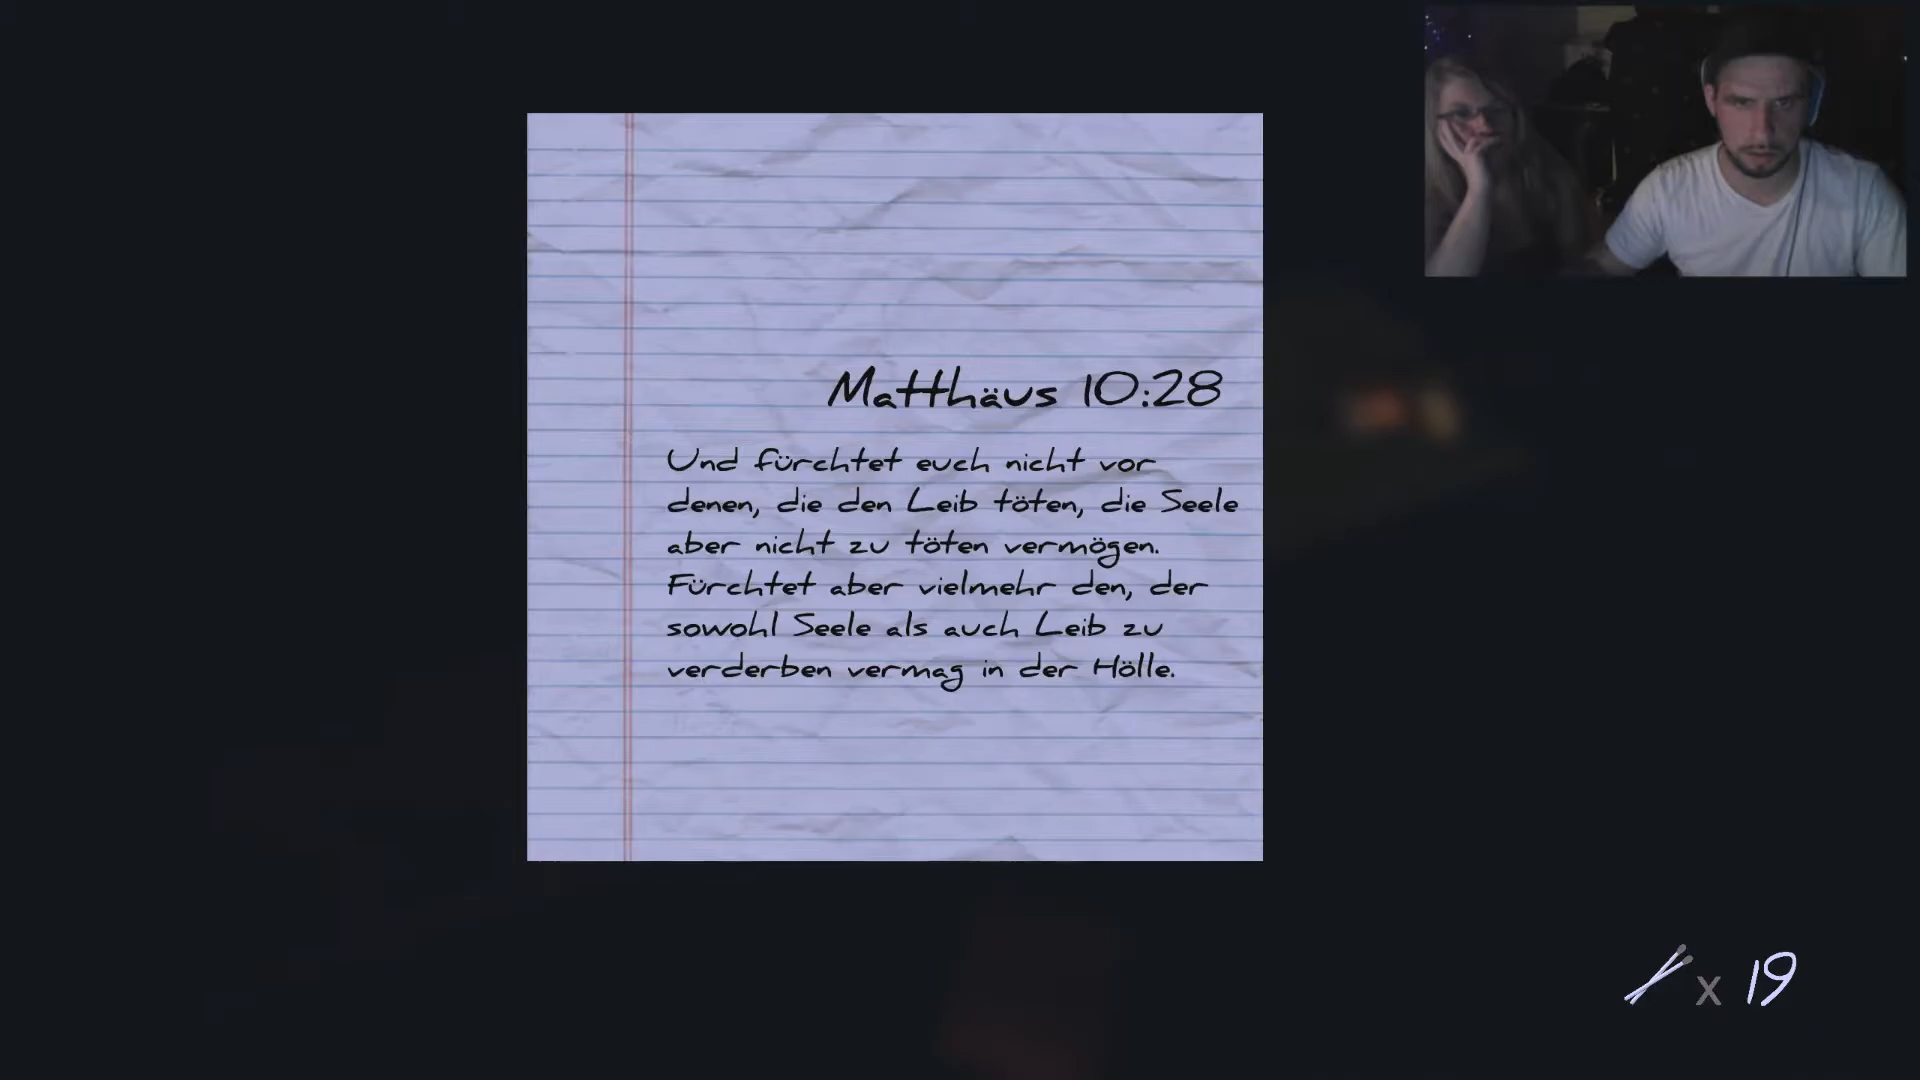 Matthäus 10:28
Und fürchtet euch nicht vor
denen, die den Leib töten, die Seele
aber nicht zu töten vermögen.
Fürchtet aber vielmehr den, der
sowohl Seele als auch Leib zu
verderben vermag in der Hölle.
x 19